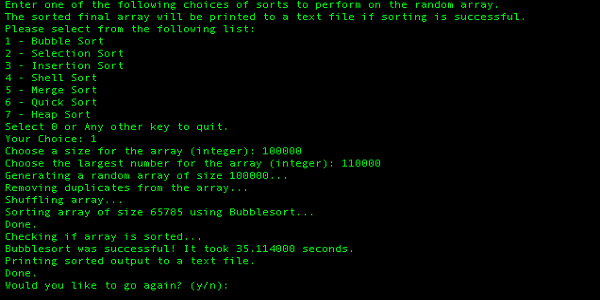 Enter one of the following choices of sorts to perform on the random array.
The sorted final array will be printed to a text file if sorting is successful.
Please select from the following list:
1 - Bubble Sort
2 - Selection Sort
3 - Insertion Sort
4 - Shell Sort
5 - Merge Sort
6 - Quick Sort
7 - Heap Sort
Select 0 or Any other key to quit.
Your Choice: 1
Choose a size for the array (integer): 100000
Choose the largest number for the array (integer): 110000
Generating a random array of size 100000...
Removing duplicates from the array...
Shuffling array...
Sorting array of size 65785 using Bubblesort...
Done.
Checking if array is sorted...
Bubblesort was successful! It took 35.114000 seconds.
Printing sorted output to a text file.
Done.
Would you like to go again? (y/n):